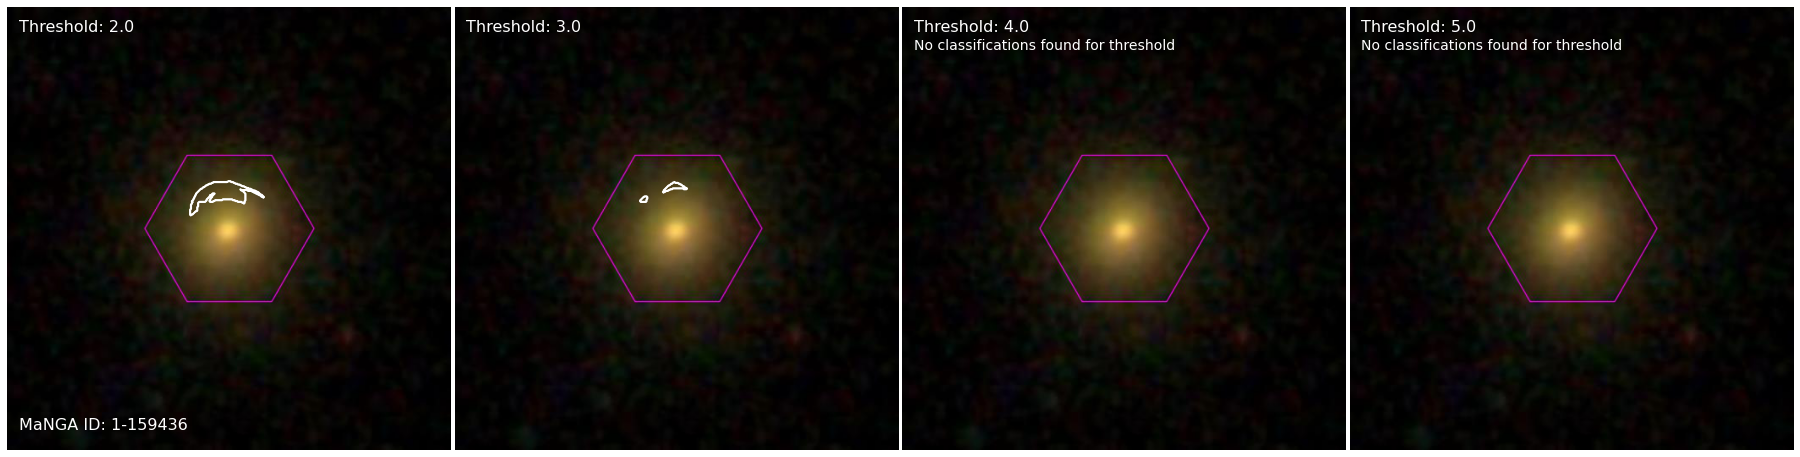 Threshold: 2.0
MaNGA ID: 1-159436
Threshold: 3.0
Threshold: 4.0
No classifications found for threshold
Threshold: 5.0
No classifications found for threshold